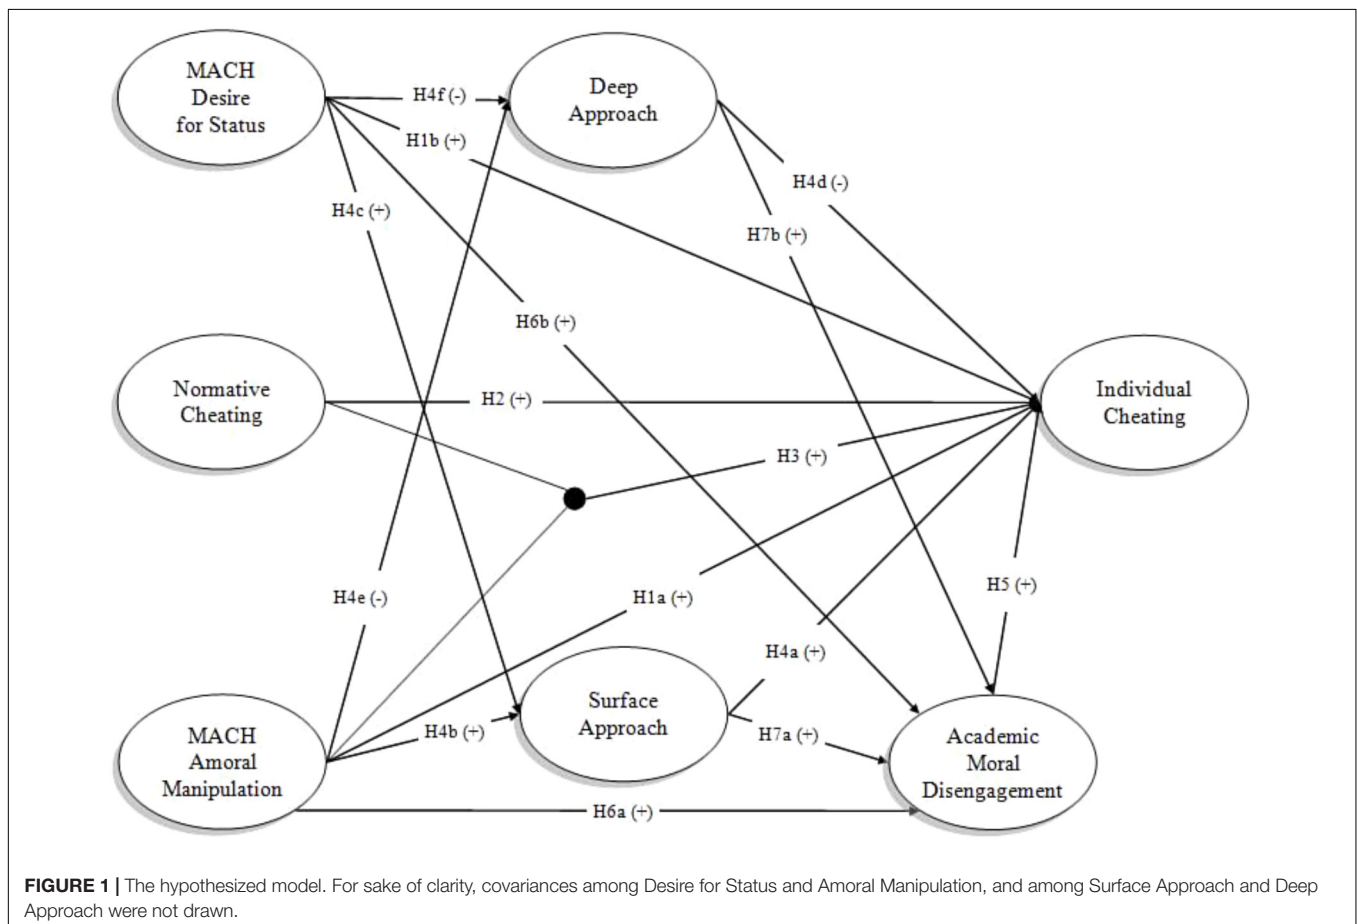 MACH
Desire
for Status
Deep
Approach
H4f (-)
H1b (+)
H4d (-)
H4c (+)
H7b (+)
H6b (+)
Normative
Cheating
H2 (+)
Individual
Cheating
H3 (+)
H4e (-)
H1a (+)
H5 (+)
H4a (+)
MACH
Amoral
Manipulation
H4b (+)
Surface
Approach
H7a (+)
Academic
Moral
Disengagement
H6a (+)
FIGURE 1 | The hypothesized model. For sake of clarity, covariances among Desire for Status and Amoral Manipulation, and among Surface Approach and Deep
Approach were not drawn.